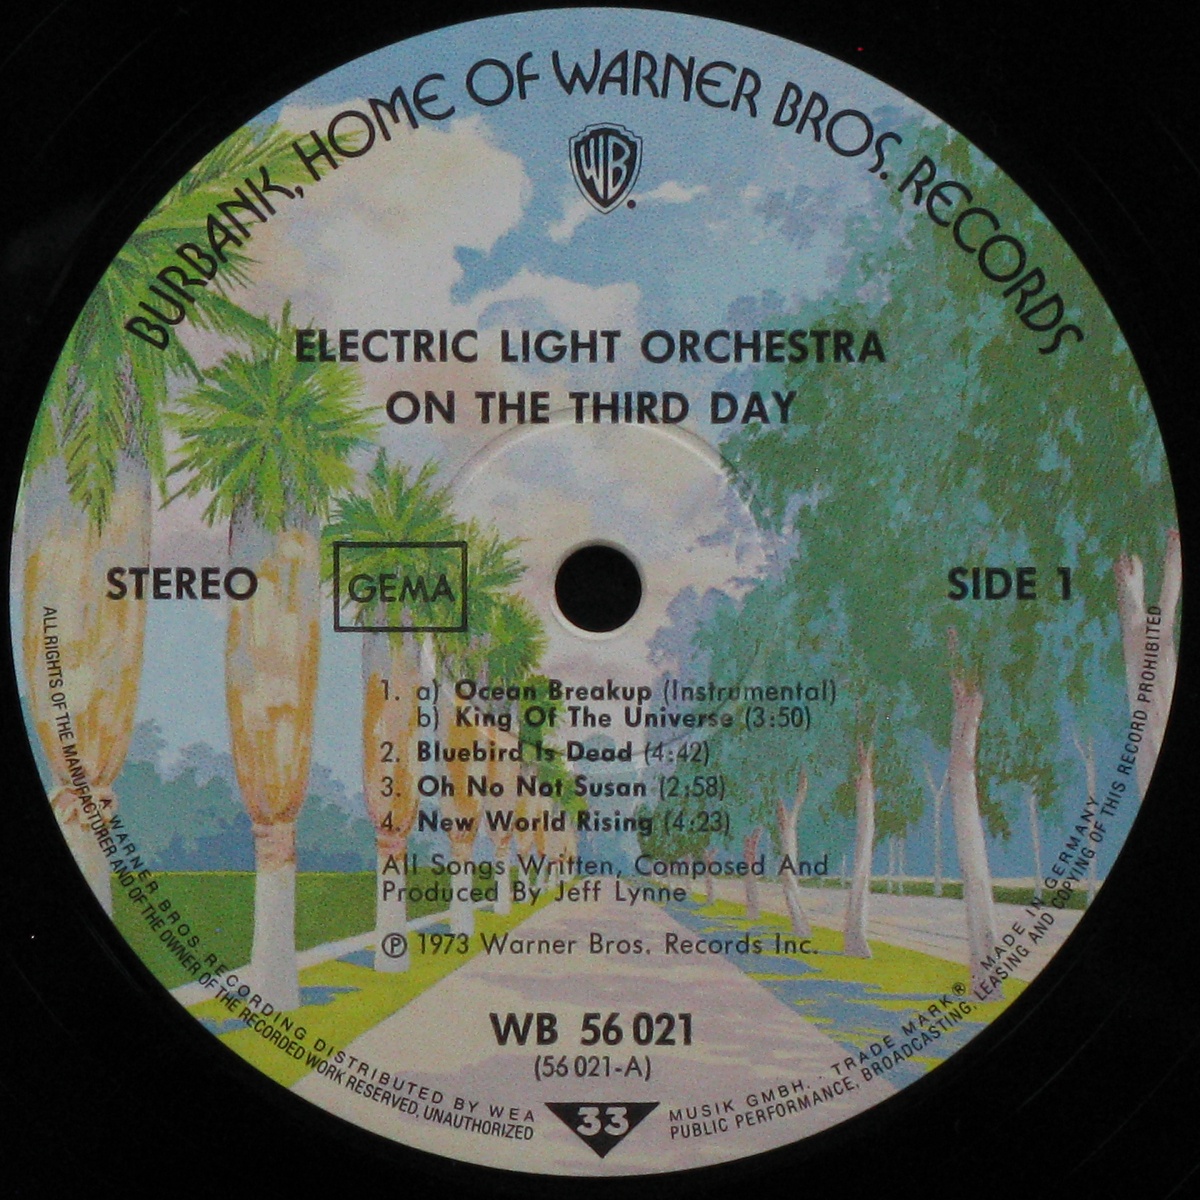 BURBANK, HOME OF WARNER BROS. RECORDS
WB
ELECTRIC LIGHT ORCHESTRA
ON THE THIRD DAY
STEREO
GEMA
SIDE 1
1. a) Ocean Breakup (Instrumental)
b) King Of The Universe (3:50)
2. Bluebird Is Dead (4:42)
3. Oh No Not Susan (2:58)
4. New World Rising (4:23)
All Songs Written, Composed And
Produced By Jeff Lynne
℗ 1973 Warner Bros. Records Inc.
WB 56 021
(56 021-A)
33
A WARNER BROS. RECORDING DISTRIBUTED BY WEA MUSIK GMBH. . TRADE MARK ® MADE IN GERMANY
ALL RIGHTS OF THE MANUFACTURER AND OF THE OWNER OF THE RECORDED WORK RESERVED. UNAUTHORIZED PUBLIC PERFORMANCE, BROADCASTING, LEASING AND COPYING OF THIS RECORD PROHIBITED